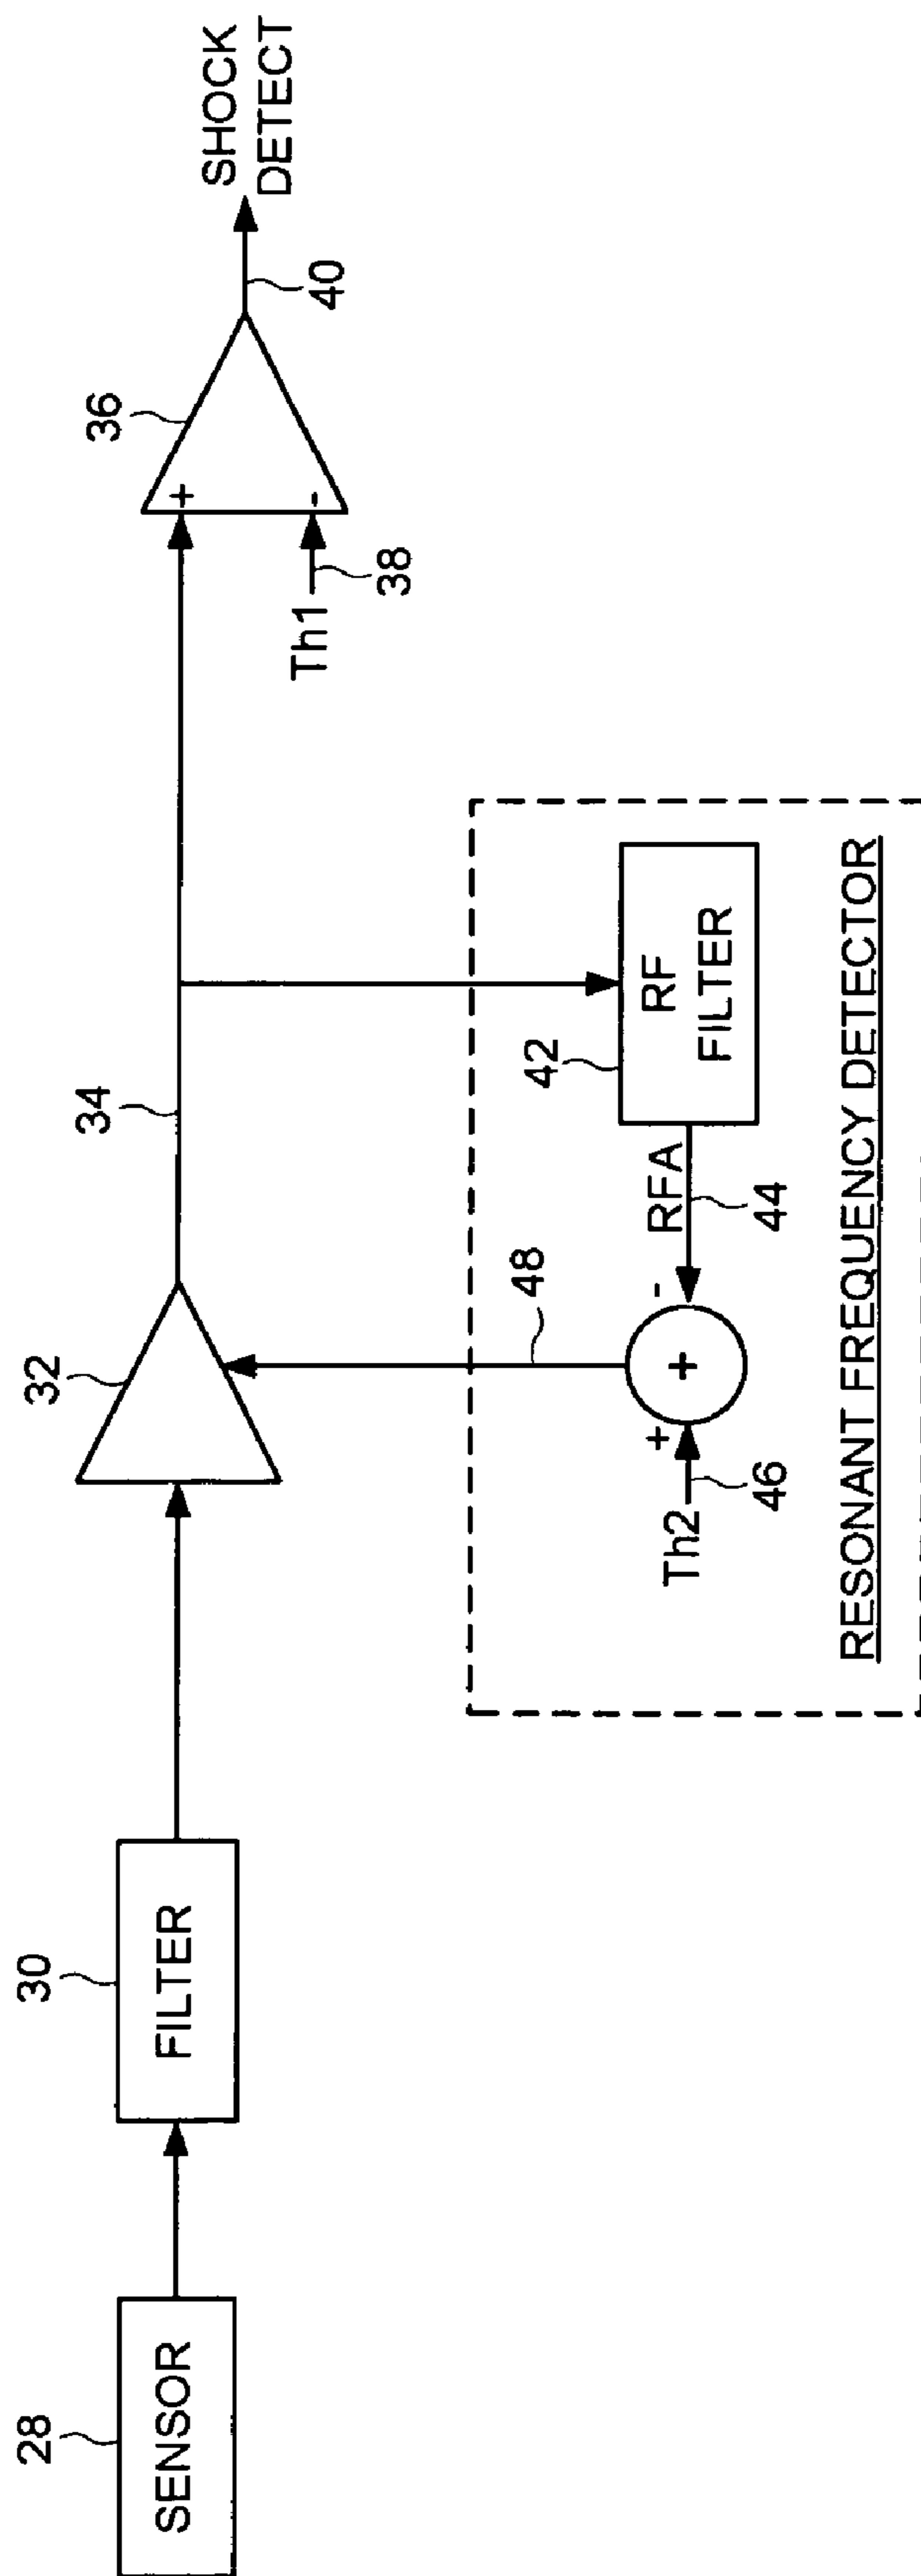 28
SENSOR
30
FILTER
32
34
36
+
-
Th1
38
40
SHOCK
DETECT
48
Th2
46
+
+
-
RFA
44
42
RF
FILTER
RESONANT FREQUENCY DETECTOR